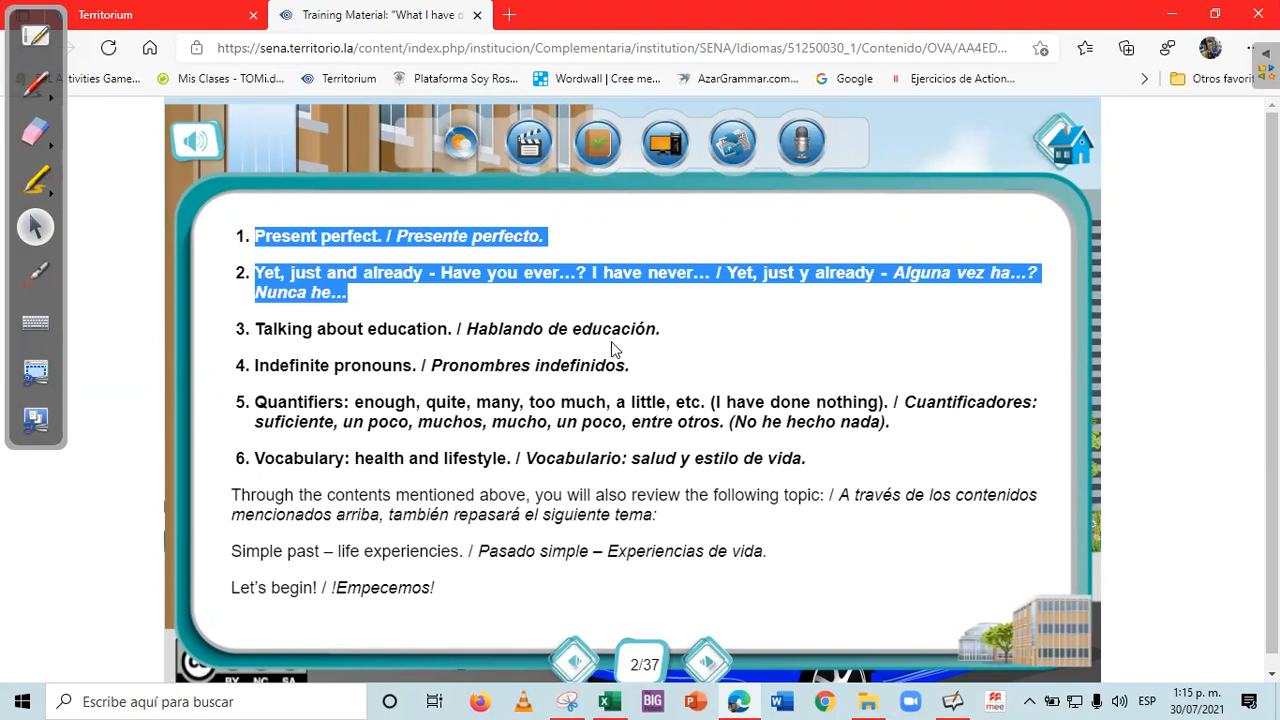 Territorium
Training Material: "What I have d
https://sena.territorio.la/content/index.php/institucion/Complementaria/institution/SENA/Idiomas/51250030_1/Contenido/OVA/AA4ED...
Activities Game...
Mis Clases - TOMi.d...
Territorium
Plataforma Soy Ros...
Wordwall | Cree me...
AzarGrammar.com...
Google
Ejercicios de Action...
Otros favori
1. Present perfect. / Presente perfecto.
2. Yet, just and already - Have you ever…? I have never… / Yet, just y already - Alguna vez ha…?
Nunca he…
3. Talking about education. / Hablando de educación.
4. Indefinite pronouns. / Pronombres indefinidos.
5. Quantifiers: enough, quite, many, too much, a little, etc. (I have done nothing). / Cuantificadores:
suficiente, un poco, muchos, mucho, un poco, entre otros. (No he hecho nada).
6. Vocabulary: health and lifestyle. / Vocabulario: salud y estilo de vida.
Through the contents mentioned above, you will also review the following topic: / A través de los contenidos
mencionados arriba, también repasará el siguiente tema:
Simple past – life experiencies. / Pasado simple – Experiencias de vida.
Let's begin! / !Empecemos!
2/37
BY NC SA
Escribe aquí para buscar
BIG
mee
ESP
1:15 p. m.
30/07/2021